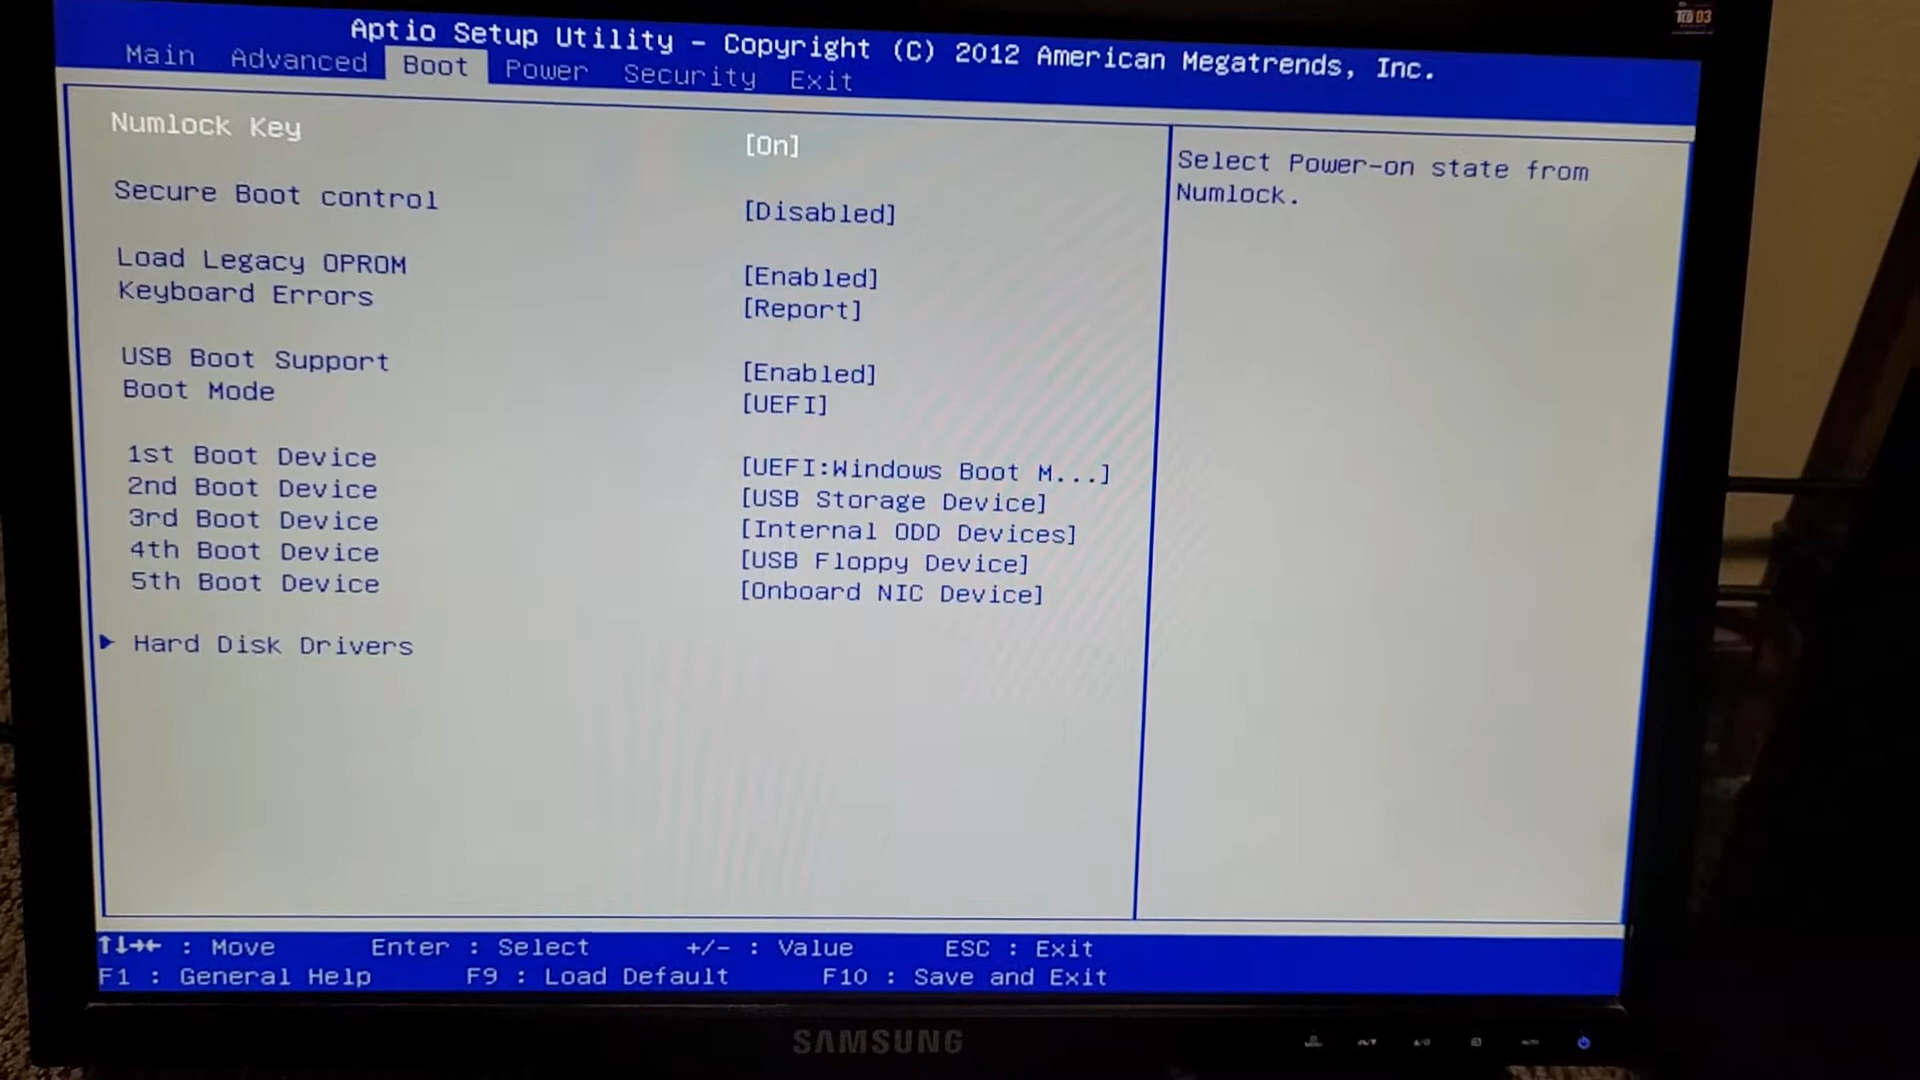 TED 03
Aptio Setup Utility - Copyright (C) 2012 American Megatrends, Inc.
Main Advanced Boot Power Security Exit
Numlock Key [On]
Secure Boot control [Disabled]
Load Legacy OPROM [Enabled]
Keyboard Errors [Report]
USB Boot Support [Enabled]
Boot Mode [UEFI]
1st Boot Device [UEFI:Windows Boot M...]
2nd Boot Device [USB Storage Device]
3rd Boot Device [Internal ODD Devices]
4th Boot Device [USB Floppy Device]
5th Boot Device [Onboard NIC Device]
Hard Disk Drivers
Select Power-on state from
Numlock.
↑↓→← : Move Enter : Select +/- : Value ESC : Exit
F1 : General Help F9 : Load Default F10 : Save and Exit
SAMSUNG